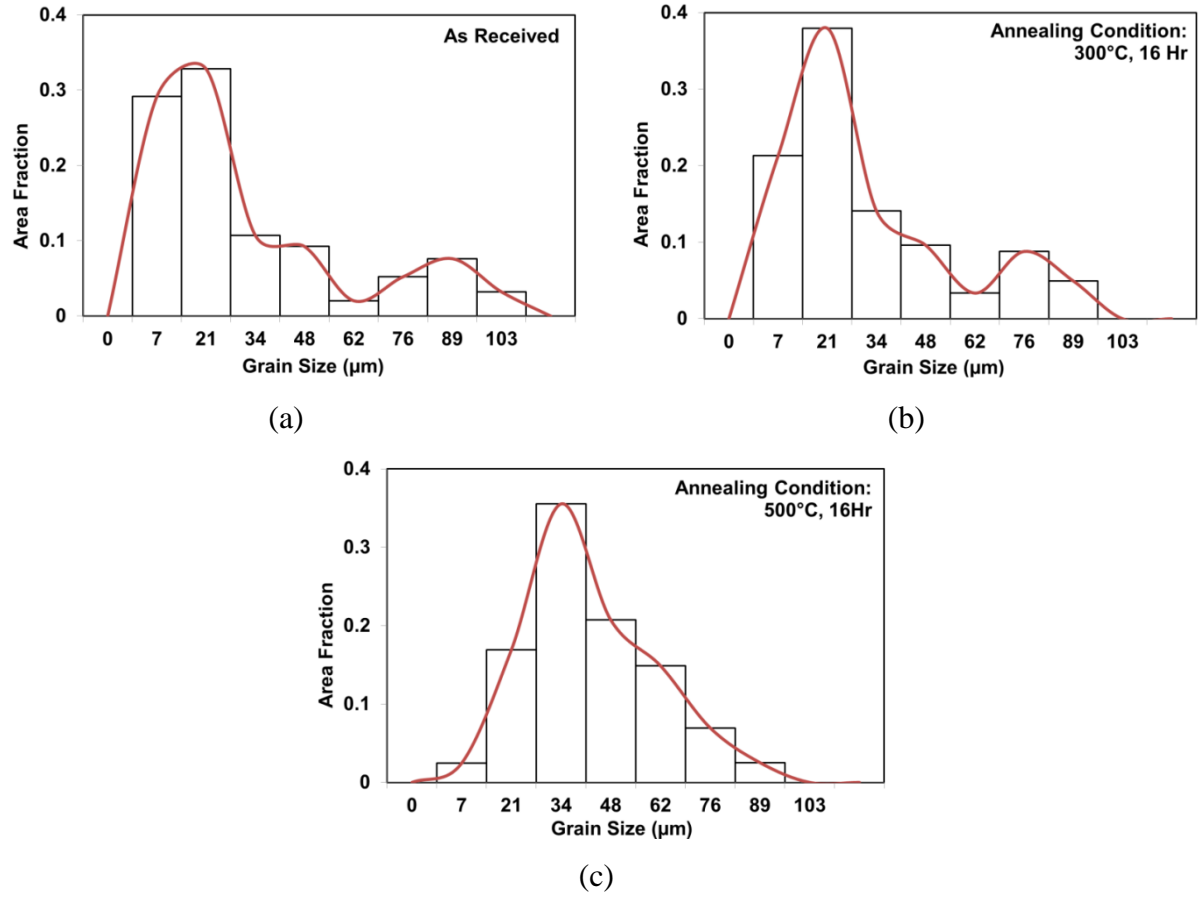 As Received
Area Fraction
0.4
0.3
0.2
0.1
0
0 7 21 34 48 62 76 89 103
Grain Size (µm)
(a)
Annealing Condition:
300°C, 16 Hr
Area Fraction
0.4
0.3
0.2
0.1
0
0 7 21 34 48 62 76 89 103
Grain Size (µm)
(b)
Annealing Condition:
500°C, 16Hr
Area Fraction
0.4
0.3
0.2
0.1
0
0 7 21 34 48 62 76 89 103
Grain Size (µm)
(c)